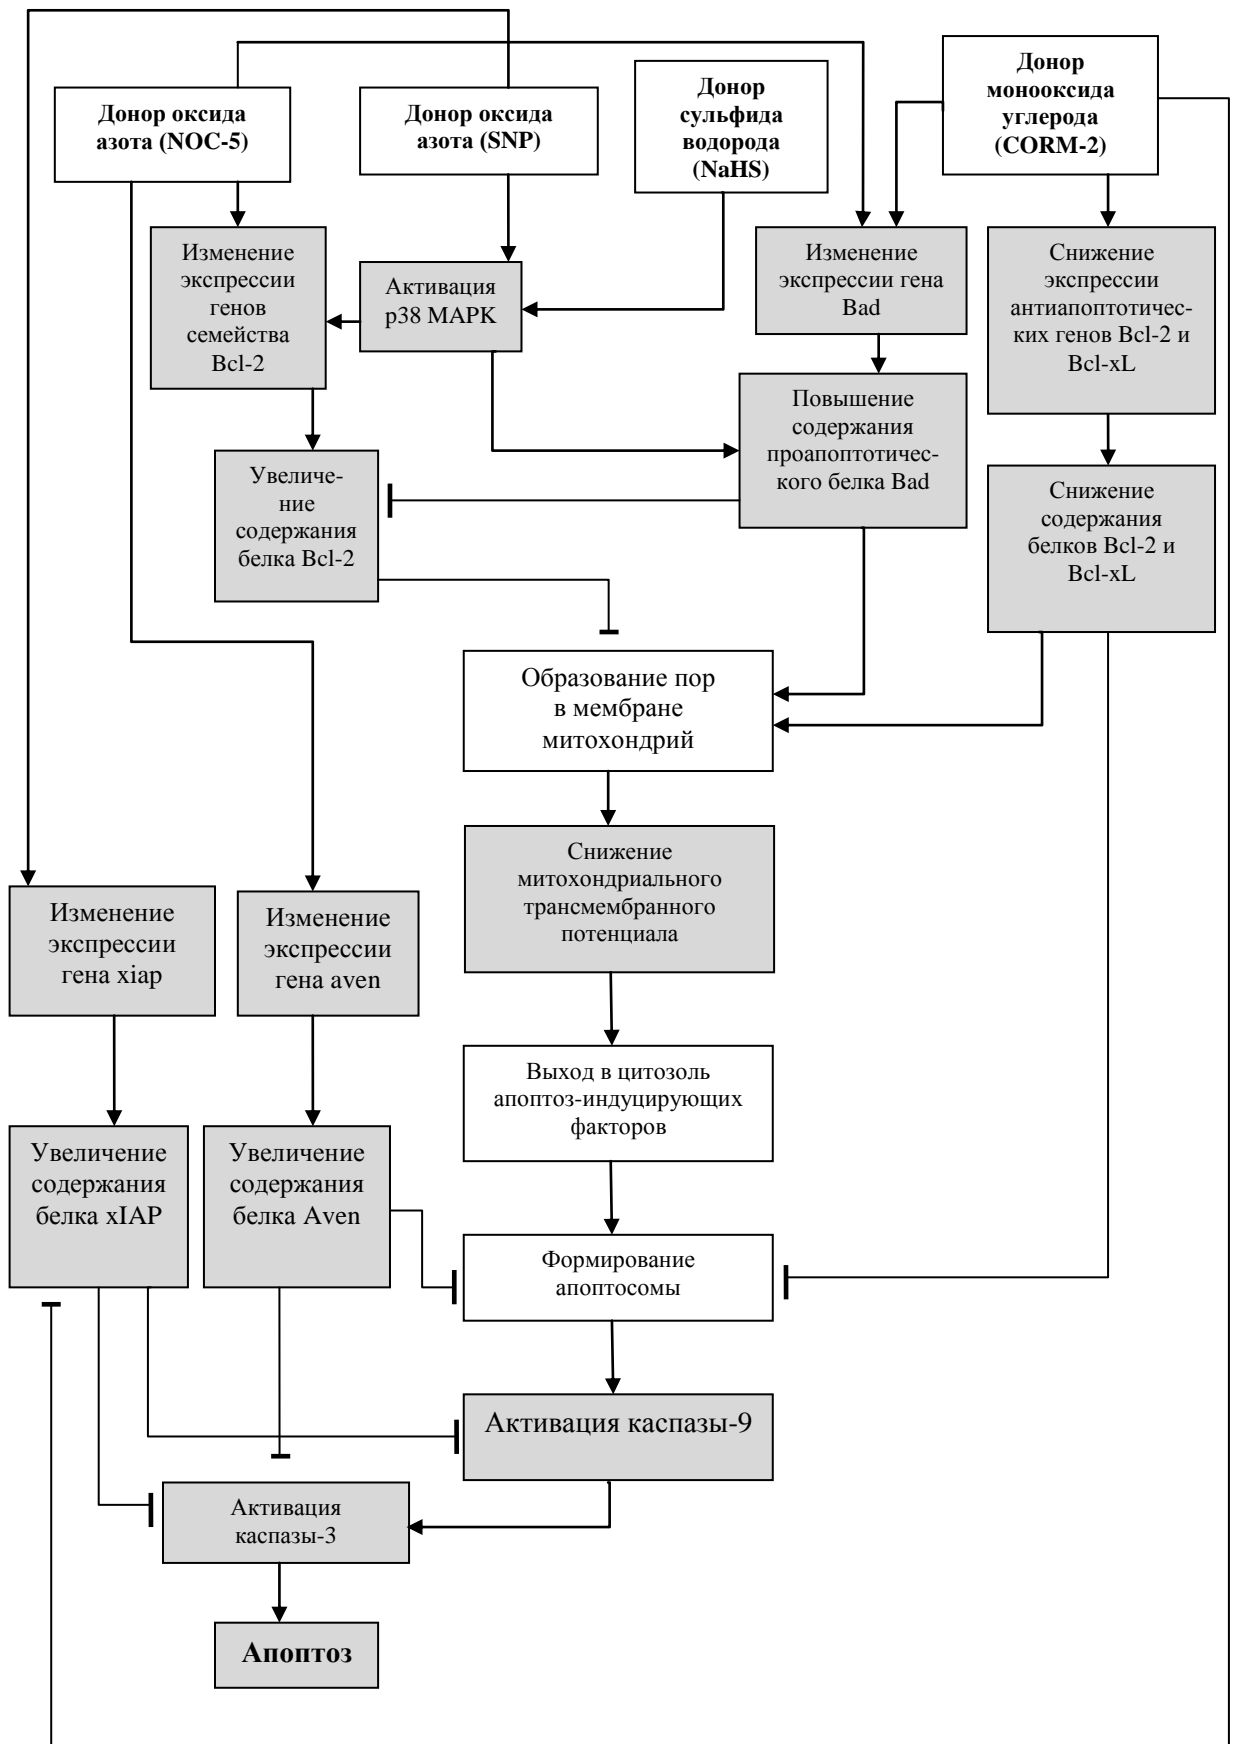 Донор оксида
азота (NOC-5)
Донор оксида
азота (SNP)
Донор
сульфида
водорода
(NaHS)
Донор
монооксида
углерода
(CORM-2)
Изменение
экспрессии
генов
семейства
Bcl-2
Активация
р38 МАРК
Изменение
экспрессии гена
Bad
Снижение
экспрессии
антиапоптотичес-
ких генов Bcl-2 и
Bcl-xL
Повышение
содержания
проапоптотичес-
кого белка Bad
Увеличе-
ние
содержания
белка Bcl-2
Снижение
содержания
белков Bcl-2 и
Bcl-xL
Образование пор
в мембране
митохондрий
Снижение
митохондриального
трансмембранного
потенциала
Изменение
экспрессии
гена xiap
Изменение
экспрессии
гена aven
Выход в цитозоль
апоптоз-индуцирующих
факторов
Увеличение
содержания
белка xIAP
Увеличение
содержания
белка Aven
Формирование
апоптосомы
Активация каспазы-9
Активация
каспазы-3
Апоптоз